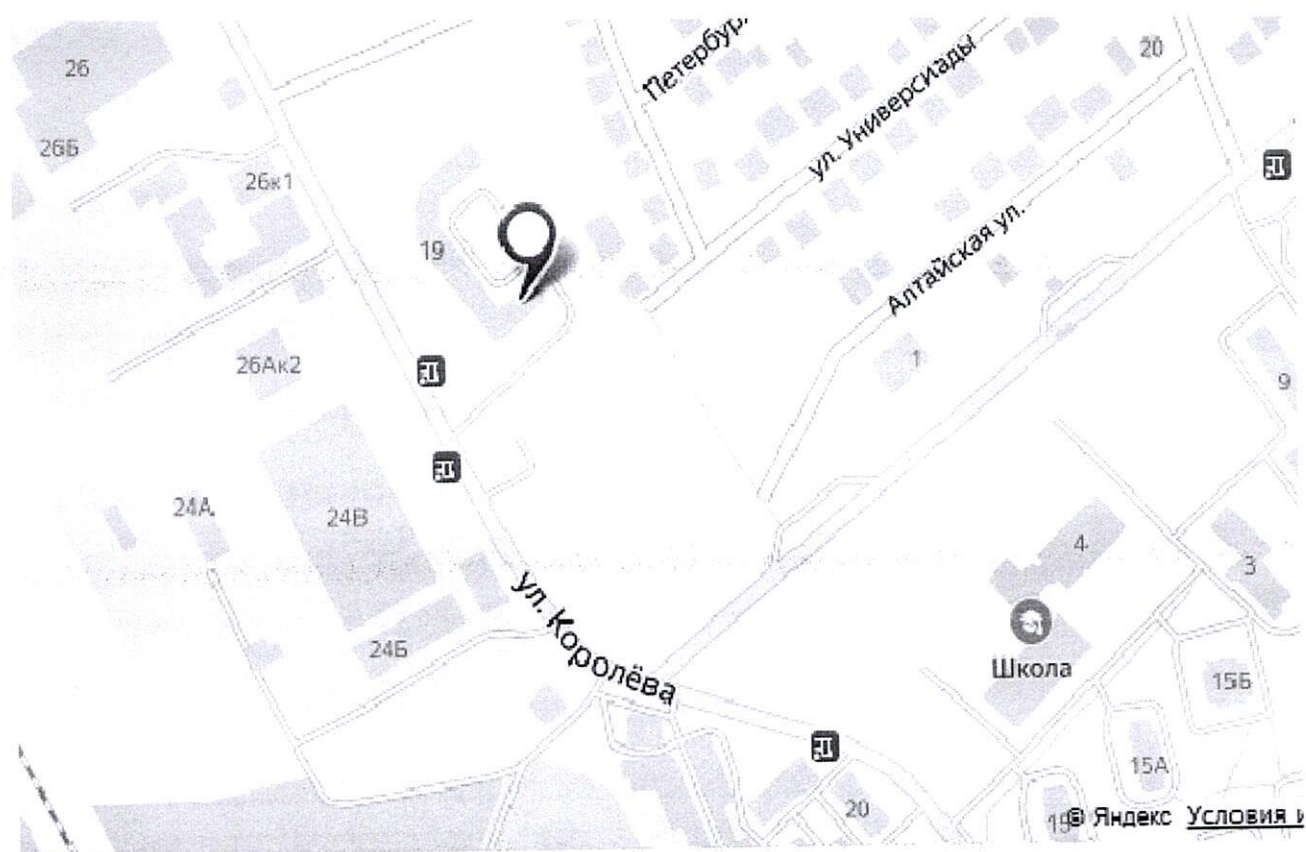 Петербур
26
20
ул. Универсиады
26Б
26к1
19
Алтайская ул.
26Ак2
1
9
24А
24В
4
3
ул. Королёва
24Б
Школа
15Б
15А
20
© Яндекс Условия и